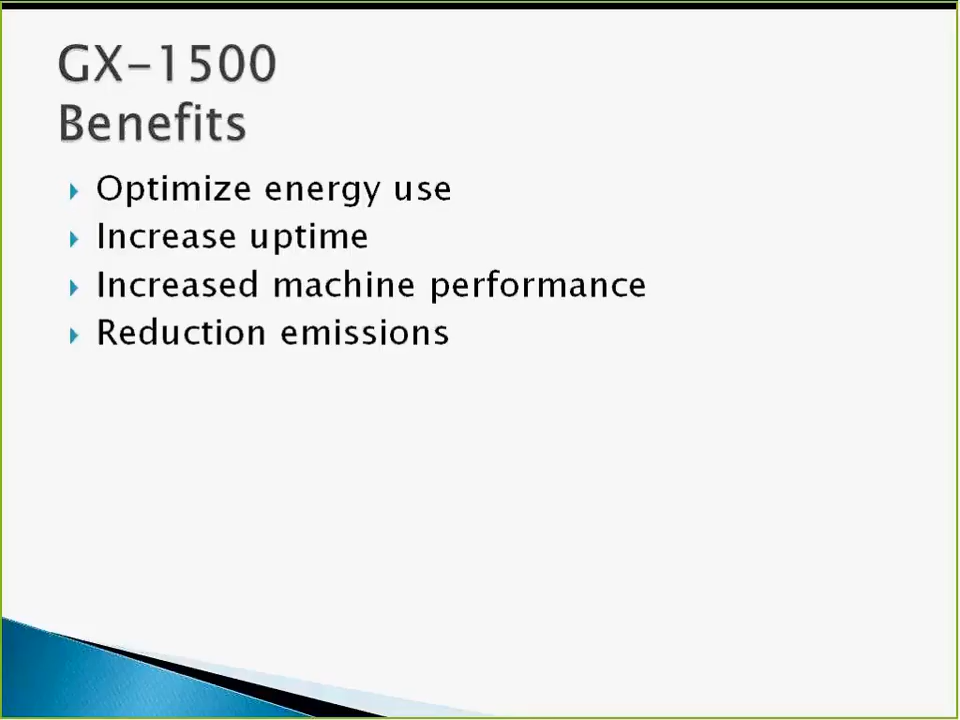 GX-1500
Benefits
Optimize energy use
Increase uptime
Increased machine performance
Reduction emissions